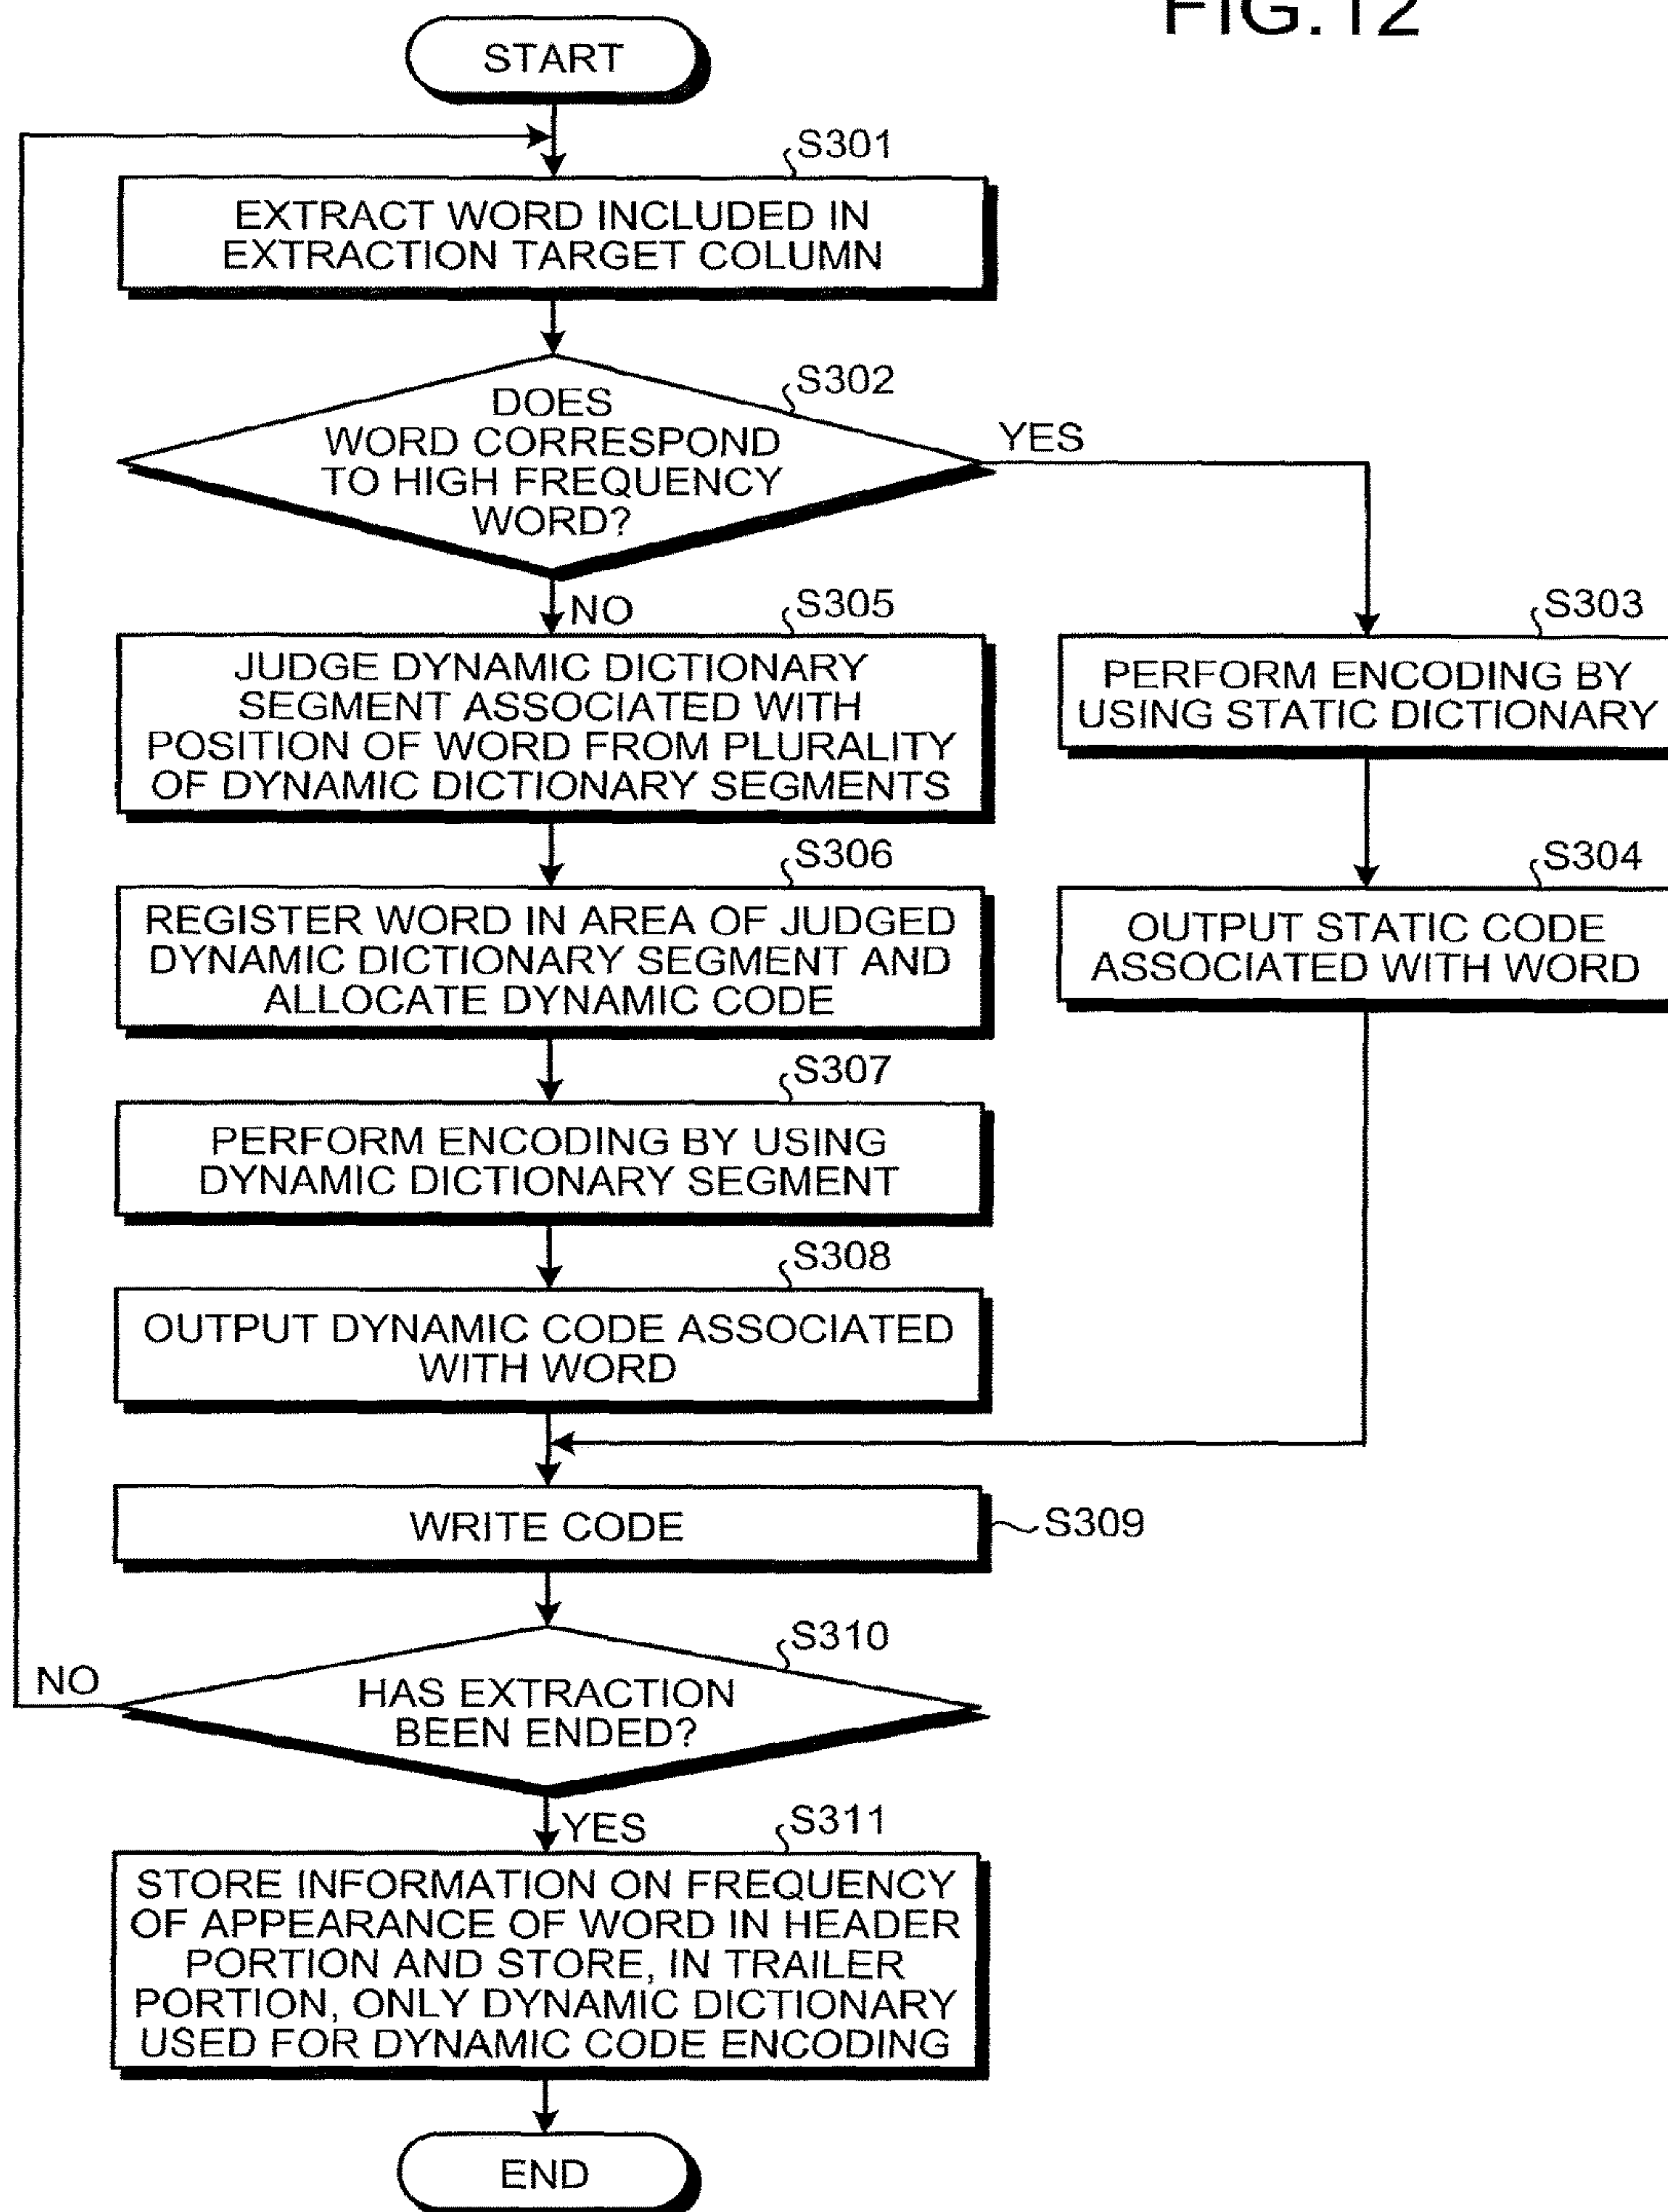 FIG.12
START
S301
EXTRACT WORD INCLUDED IN
EXTRACTION TARGET COLUMN
S302
DOES
WORD CORRESPOND
TO HIGH FREQUENCY
WORD?
YES
NO
S305
JUDGE DYNAMIC DICTIONARY
SEGMENT ASSOCIATED WITH
POSITION OF WORD FROM PLURALITY
OF DYNAMIC DICTIONARY SEGMENTS
S303
PERFORM ENCODING BY
USING STATIC DICTIONARY
S306
REGISTER WORD IN AREA OF JUDGED
DYNAMIC DICTIONARY SEGMENT AND
ALLOCATE DYNAMIC CODE
S304
OUTPUT STATIC CODE
ASSOCIATED WITH WORD
S307
PERFORM ENCODING BY USING
DYNAMIC DICTIONARY SEGMENT
S308
OUTPUT DYNAMIC CODE ASSOCIATED
WITH WORD
WRITE CODE
S309
S310
NO
HAS EXTRACTION
BEEN ENDED?
YES
S311
STORE INFORMATION ON FREQUENCY
OF APPEARANCE OF WORD IN HEADER
PORTION AND STORE, IN TRAILER
PORTION, ONLY DYNAMIC DICTIONARY
USED FOR DYNAMIC CODE ENCODING
END